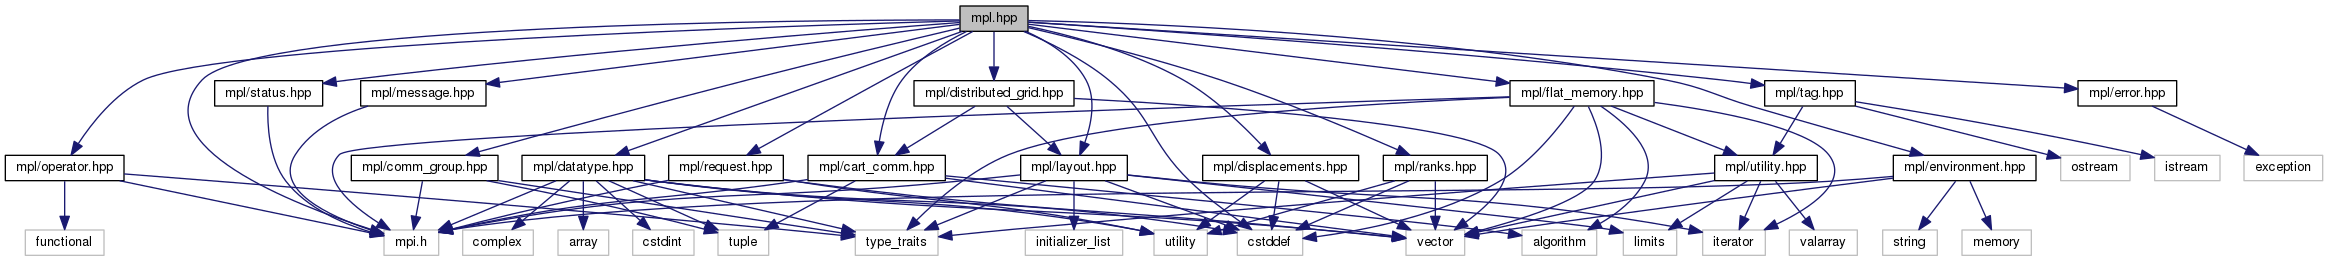 mpl.hpp
mpl/status.hpp
mpl/message.hpp
mpl/distributed_grid.hpp
mpl/flat_memory.hpp
mpl/tag.hpp
mpl/error.hpp
mpl/operator.hpp
mpl/comm_group.hpp
mpl/datatype.hpp
mpl/request.hpp
mpl/cart_comm.hpp
mpl/layout.hpp
mpl/displacements.hpp
mpl/ranks.hpp
mpl/utility.hpp
mpl/environment.hpp
ostream
istream
exception
functional
mpi.h
complex
array
cstdint
tuple
type_traits
initializer_list
utility
cstddef
vector
algorithm
limits
iterator
valarray
string
memory